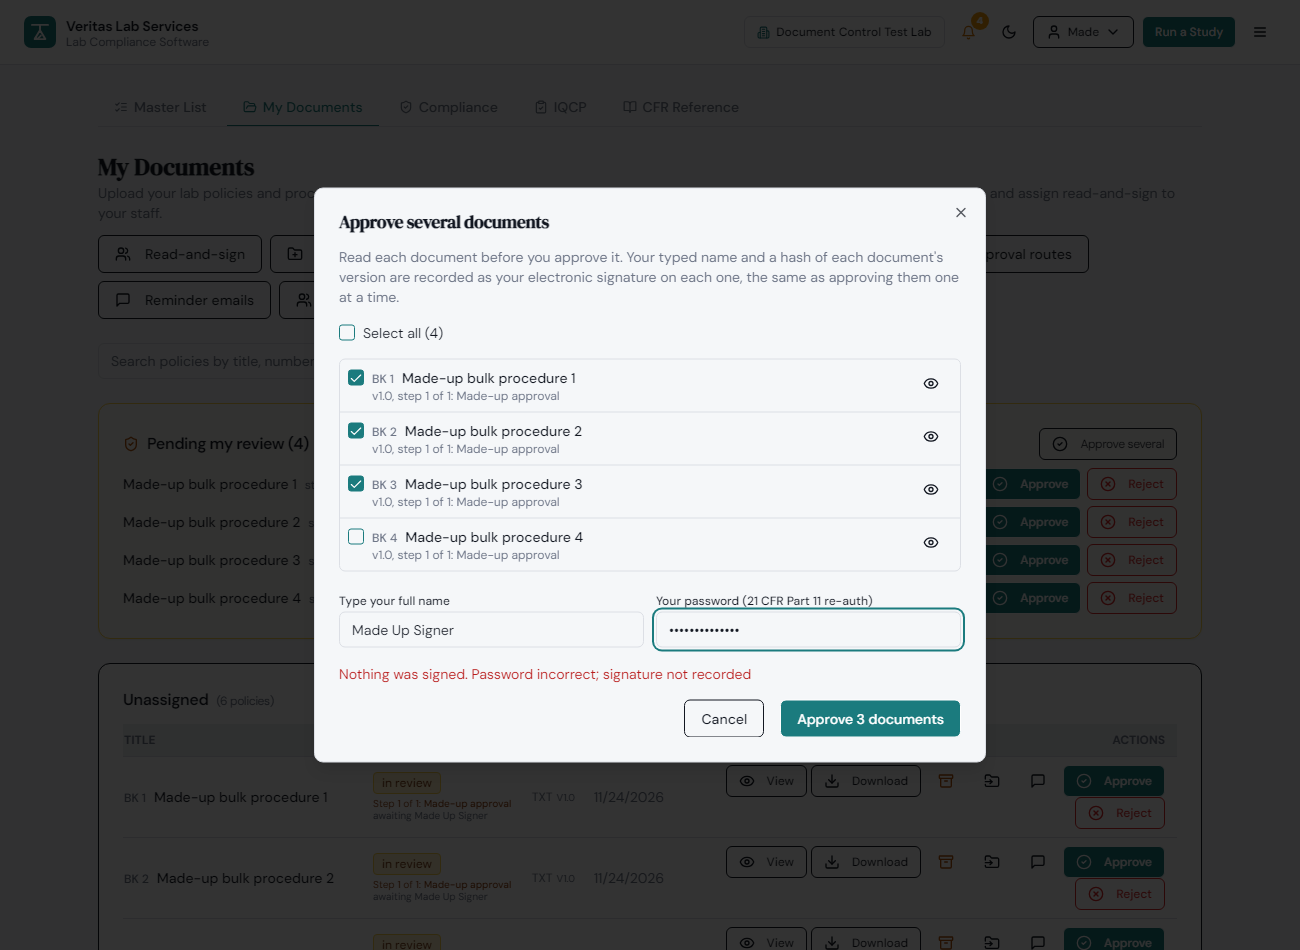 Veritas Lab Services
Lab Compliance Software
Document Control Test Lab
4
Made
Run a Study
Master List
My Documents
Compliance
IQCP
CFR Reference
My Documents
Upload your lab policies and proc
and assign read-and-sign to
your staff.
Read-and-sign
proval routes
Reminder emails
Search policies by title, number
Pending my review (4)
Approve several
Made-up bulk procedure 1
Approve
Reject
Made-up bulk procedure 2
Approve
Reject
Made-up bulk procedure 3
Approve
Reject
Made-up bulk procedure 4
Approve
Reject
Approve several documents
Read each document before you approve it. Your typed name and a hash of each document's
version are recorded as your electronic signature on each one, the same as approving them one
at a time.
Select all (4)
BK 1 Made-up bulk procedure 1
v1.0, step 1 of 1: Made-up approval
BK 2 Made-up bulk procedure 2
v1.0, step 1 of 1: Made-up approval
BK 3 Made-up bulk procedure 3
v1.0, step 1 of 1: Made-up approval
BK 4 Made-up bulk procedure 4
v1.0, step 1 of 1: Made-up approval
Type your full name
Your password (21 CFR Part 11 re-auth)
Made Up Signer
••••••••••••••
Nothing was signed. Password incorrect; signature not recorded
Cancel
Approve 3 documents
Unassigned (6 policies)
TITLE
ACTIONS
BK 1 Made-up bulk procedure 1
in review
Step 1 of 1: Made-up approval
awaiting Made Up Signer
TXT V1.0
11/24/2026
View
Download
Approve
Reject
BK 2 Made-up bulk procedure 2
in review
Step 1 of 1: Made-up approval
awaiting Made Up Signer
TXT V1.0
11/24/2026
View
Download
Approve
Reject
in review
View
Download
Approve